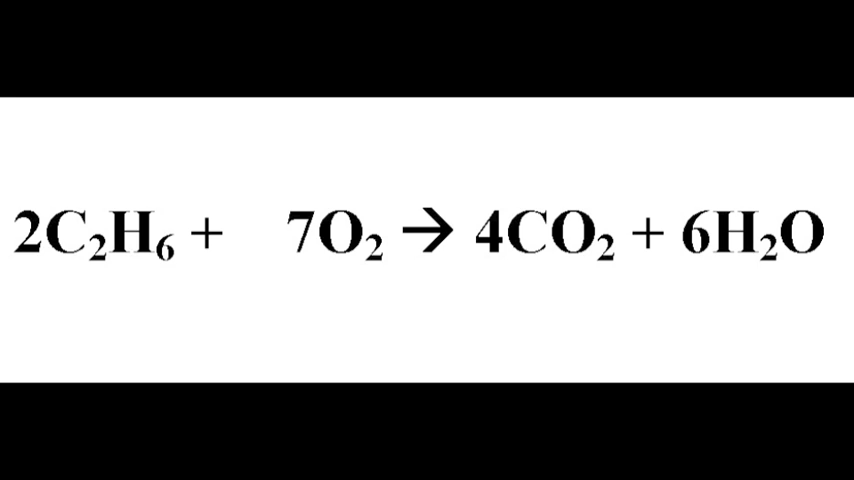 2C₂H₆ + 7O₂ → 4CO₂ + 6H₂O